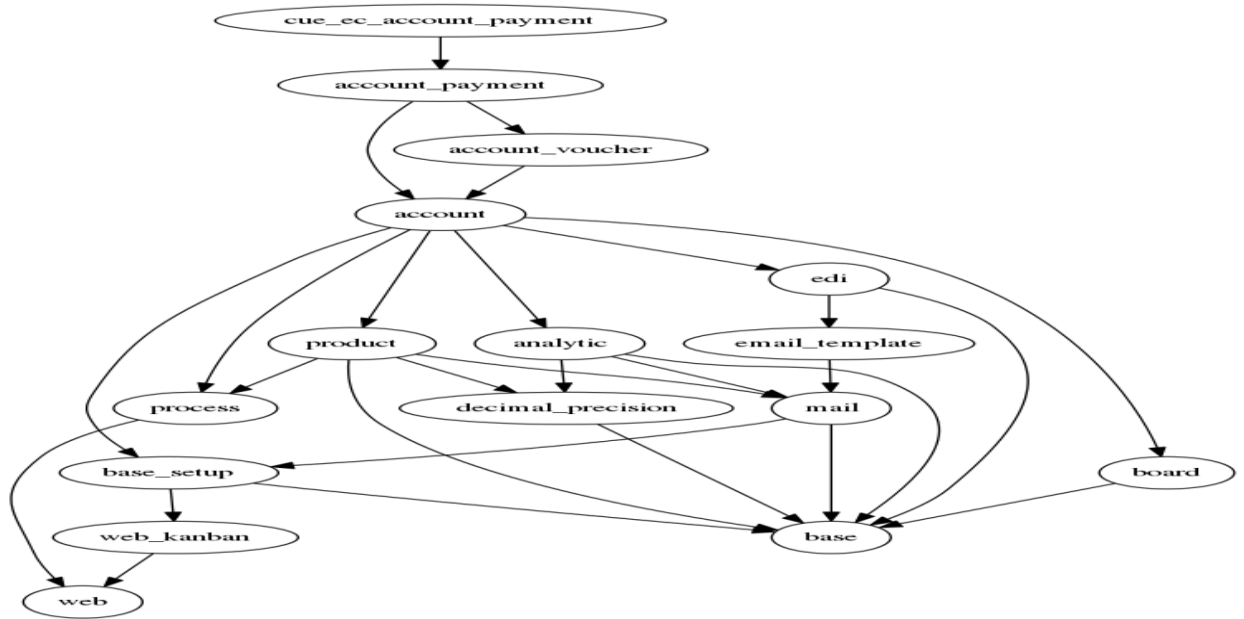 cue_ec_account_payment
account_payment
account_voucher
account
edi
product
analytic
email_template
process
decimal_precision
mail
base_setup
board
web_kanban
base
web